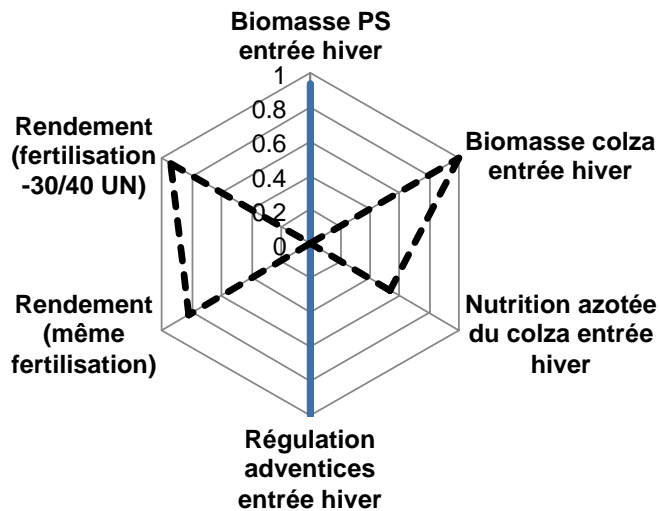 Biomasse PS
entrée hiver
1
0.8
0.6
0.4
0.2
0
Biomasse colza
entrée hiver
Nutrition azotée
du colza entrée
hiver
Régulation
adventices
entrée hiver
Rendement
(même
fertilisation)
Rendement
(fertilisation
-30/40 UN)